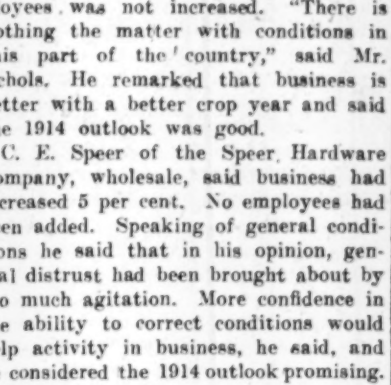 oyees was not increased. "There is
othing the matter with conditions in
is part of the country," said Mr.
chols. He remarked that business is
etter with a better crop year and said
e 1914 outlook was good.
C. E. Speer of the Speer Hardware
ompany, wholesale, said business had
creased 5 per cent. No employees had
en added. Speaking of general condi-
ons he said that in his opinion, gen-
al distrust had been brought about by
o much agitation. More confidence in
e ability to correct conditions would
lp activity in business, he said, and
considered the 1914 outlook promising.